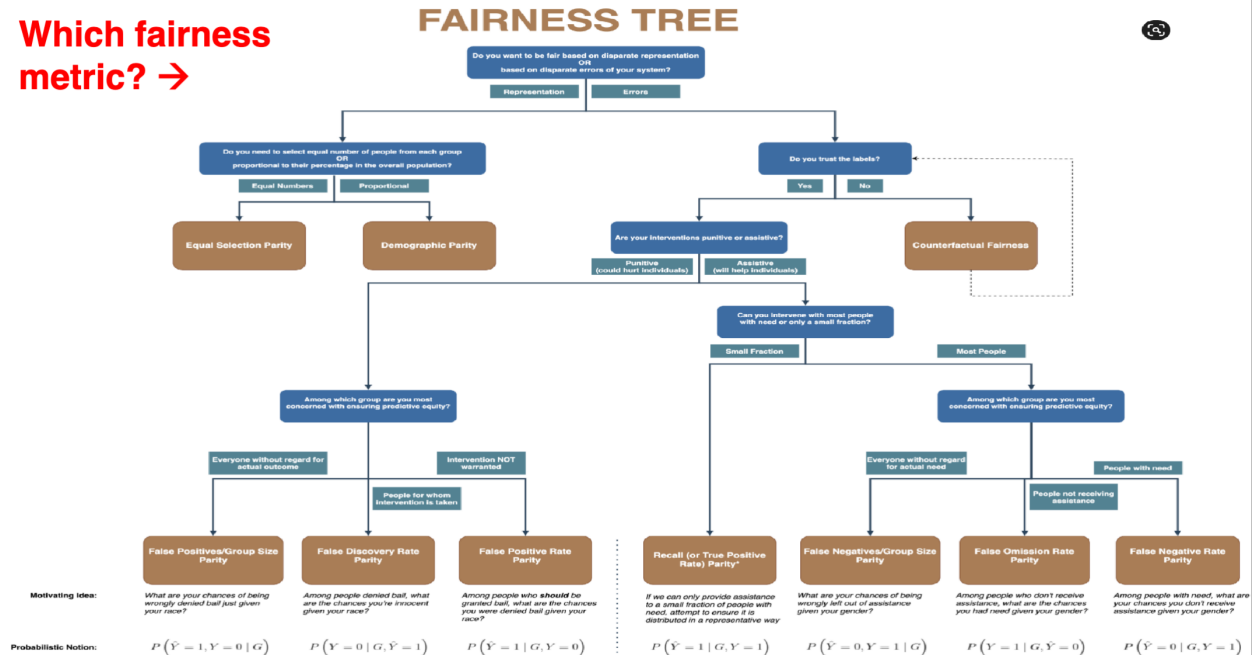 Which fairness
metric? →
FAIRNESS TREE
Do you want to be fair based on disparate representation
OR
based on disparate errors of your system?
Representation
Errors
Do you need to select equal number of people from each group
OR
proportional to their percentage in the overall population?
Do you trust the labels?
Equal Numbers
Proportional
Yes
No
Equal Selection Parity
Demographic Parity
Are your interventions punitive or assistive?
Counterfactual Fairness
Punitive
(could hurt individuals)
Assistive
(will help individuals)
Can you intervene with most people
with need or only a small fraction?
Small Fraction
Most People
Among which group are you most
concerned with ensuring predictive equity?
Among which group are you most
concerned with ensuring predictive equity?
Everyone without regard for
actual outcome
Intervention NOT
warranted
People for whom
intervention is taken
Everyone without regard
for actual need
People with need
People not receiving
assistance
False Positives/Group Size
Parity
False Discovery Rate
Parity
False Positive Rate
Parity
Recall (or True Positive
Rate) Parity*
False Negatives/Group Size
Parity
False Omission Rate
Parity
False Negative Rate
Parity
Motivating Idea:
What are your chances of being
wrongly denied bail just given
your race?
Among people denied bail, what
are the chances you're innocent
given your race?
Among people who should be
granted bail, what are the chances
you were denied bail given your
race?
If we can only provide assistance
to a small fraction of people with
need, attempt to ensure it is
distributed in a representative way
What are your chances of being
wrongly left out of assistance
given your gender?
Among people who don't receive
assistance, what are the chances
you had need given your gender?
Among people with need, what are
your chances you don't receive
assistance given your gender?
Probabilistic Notion:
P(Ŷ = 1, Y = 0 | G)
P(Y = 0 | G, Ŷ = 1)
P(Ŷ = 1 | G, Y = 0)
P(Ŷ = 1 | G, Y = 1)
P(Ŷ = 0, Y = 1 | G)
P(Y = 1 | G, Ŷ = 0)
P(Ŷ = 0 | G, Y = 1)